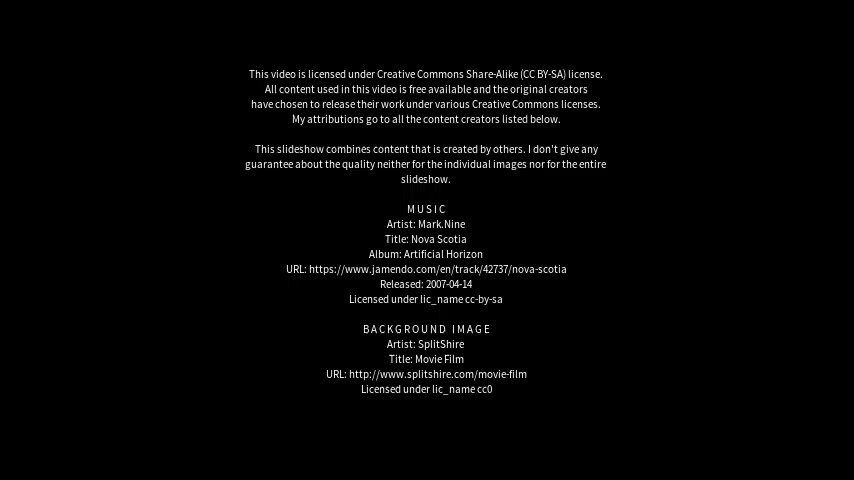 This video is licensed under Creative Commons Share-Alike (CC BY-SA) license.
All content used in this video is free available and the original creators
have chosen to release their work under various Creative Commons licenses.
My attributions go to all the content creators listed below.
This slideshow combines content that is created by others. I don't give any
guarantee about the quality neither for the individual images nor for the entire
slideshow.
MUSIC
Artist: Mark.Nine
Title: Nova Scotia
Album: Artificial Horizon
URL: https://www.jamendo.com/en/track/42737/nova-scotia
Released: 2007-04-14
Licensed under lic_name cc-by-sa
BACKGROUND IMAGE
Artist: SplitShire
Title: Movie Film
URL: http://www.splitshire.com/movie-film
Licensed under lic_name cc0